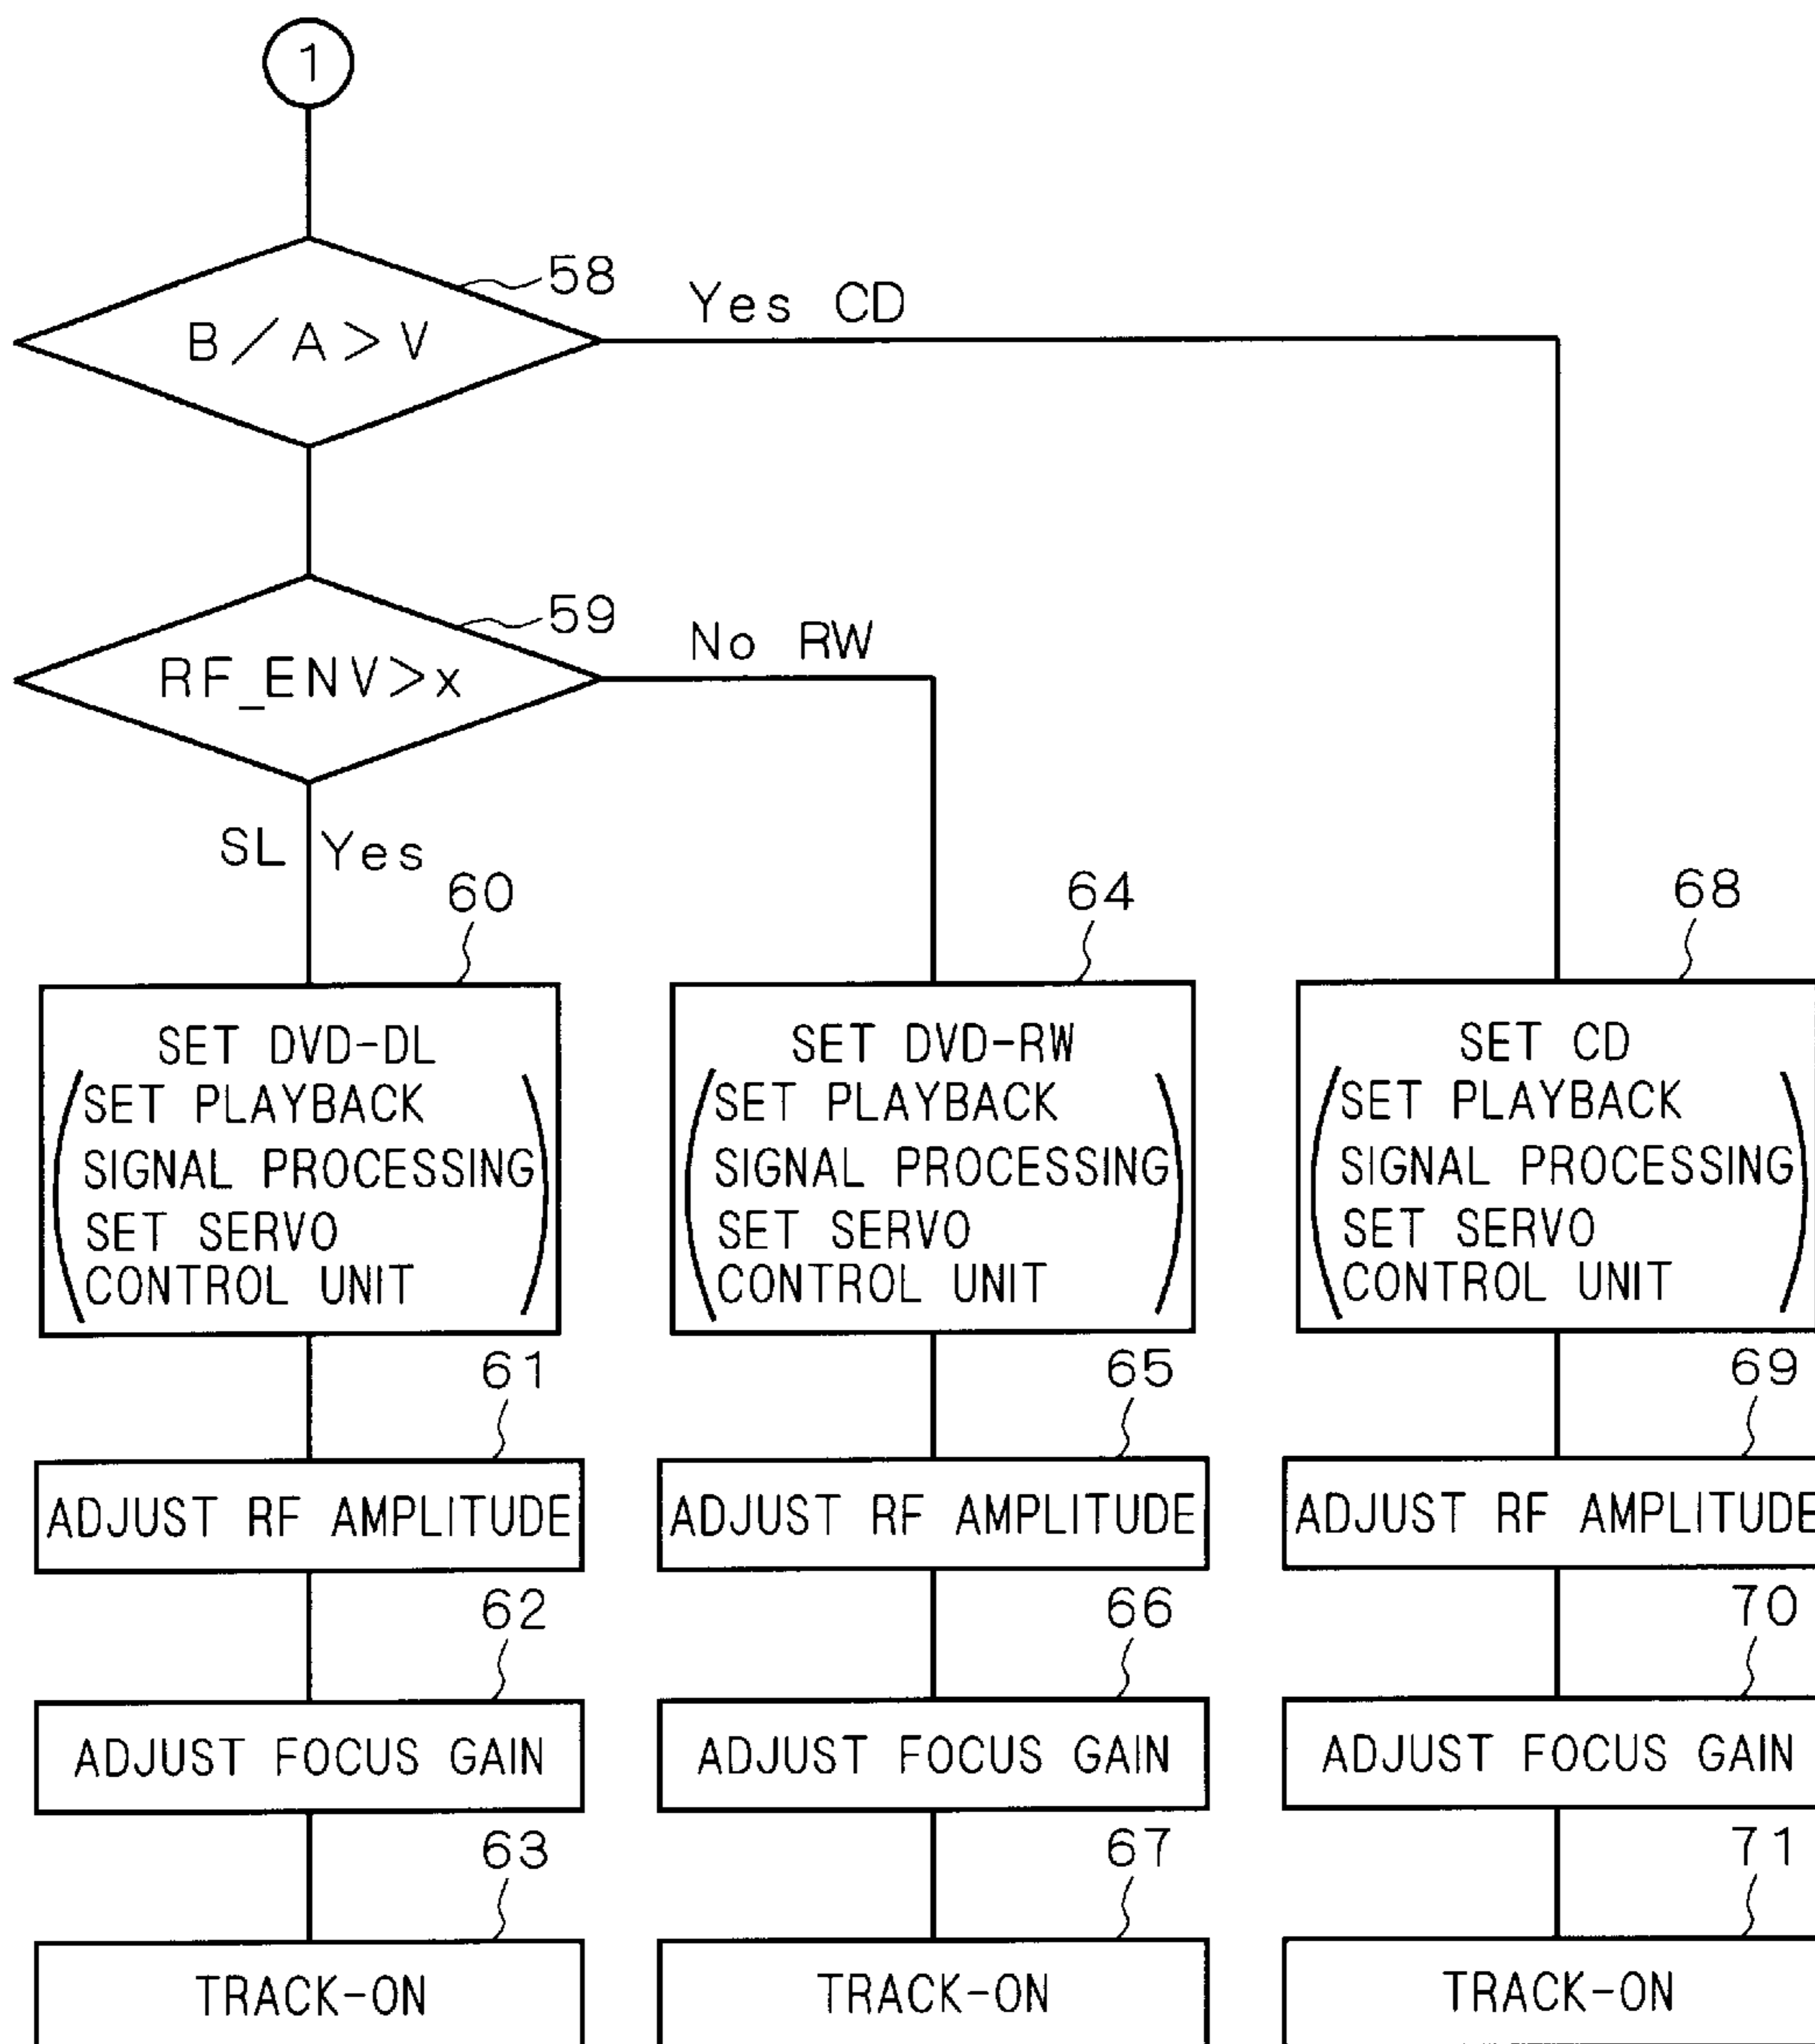 1
58
Yes CD
B/A>V
59
No RW
RF_ENV>x
SL Yes
60
64
68
SET DVD-DL
SET PLAYBACK
SIGNAL PROCESSING
SET SERVO
CONTROL UNIT
SET DVD-RW
SET PLAYBACK
SIGNAL PROCESSING
SET SERVO
CONTROL UNIT
SET CD
SET PLAYBACK
SIGNAL PROCESSING
SET SERVO
CONTROL UNIT
61
65
69
ADJUST RF AMPLITUDE
ADJUST RF AMPLITUDE
ADJUST RF AMPLITUDE
62
66
70
ADJUST FOCUS GAIN
ADJUST FOCUS GAIN
ADJUST FOCUS GAIN
63
67
71
TRACK-ON
TRACK-ON
TRACK-ON